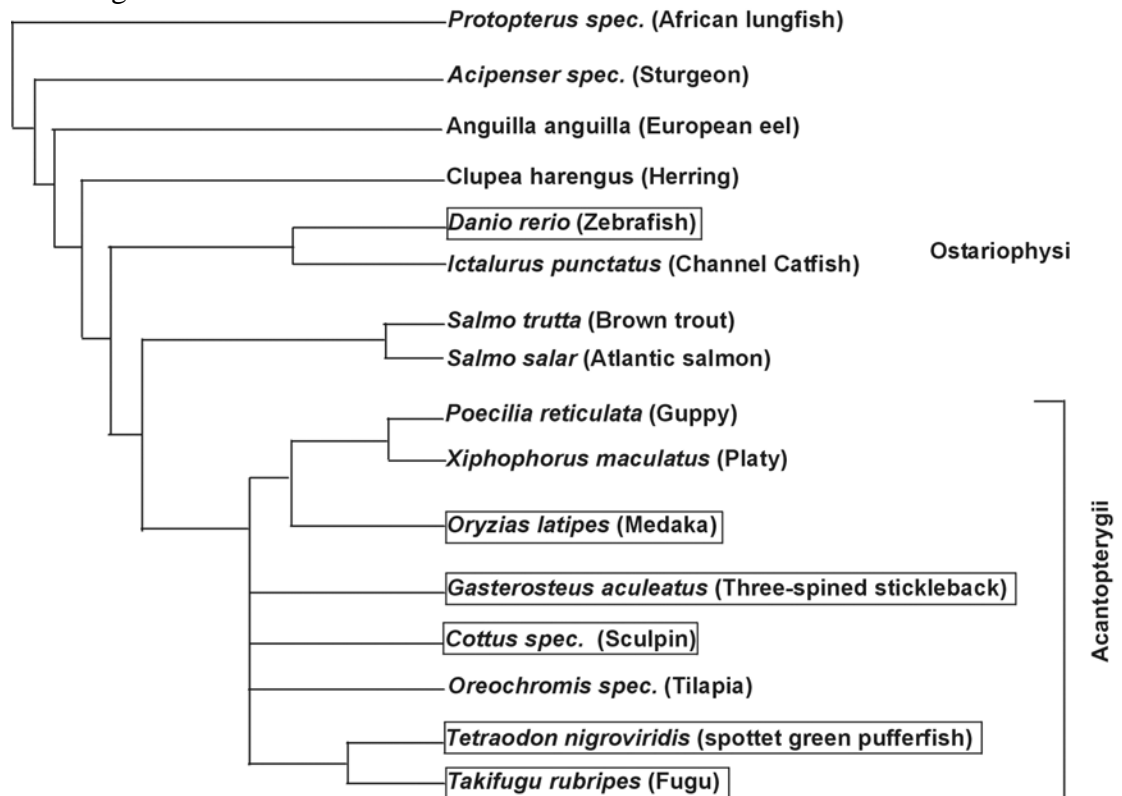 Protopterus spec. (African lungfish)
Acipenser spec. (Sturgeon)
Anguilla anguilla (European eel)
Clupea harengus (Herring)
Danio rerio (Zebrafish)
Ostariophysi
Ictalurus punctatus (Channel Catfish)
Salmo trutta (Brown trout)
Salmo salar (Atlantic salmon)
Poecilia reticulata (Guppy)
Xiphophorus maculatus (Platy)
Oryzias latipes (Medaka)
Gasterosteus aculeatus (Three-spined stickleback)
Cottus spec. (Sculpin)
Oreochromis spec. (Tilapia)
Tetraodon nigroviridis (spottet green pufferfish)
Takifugu rubripes (Fugu)
Acantopterygii